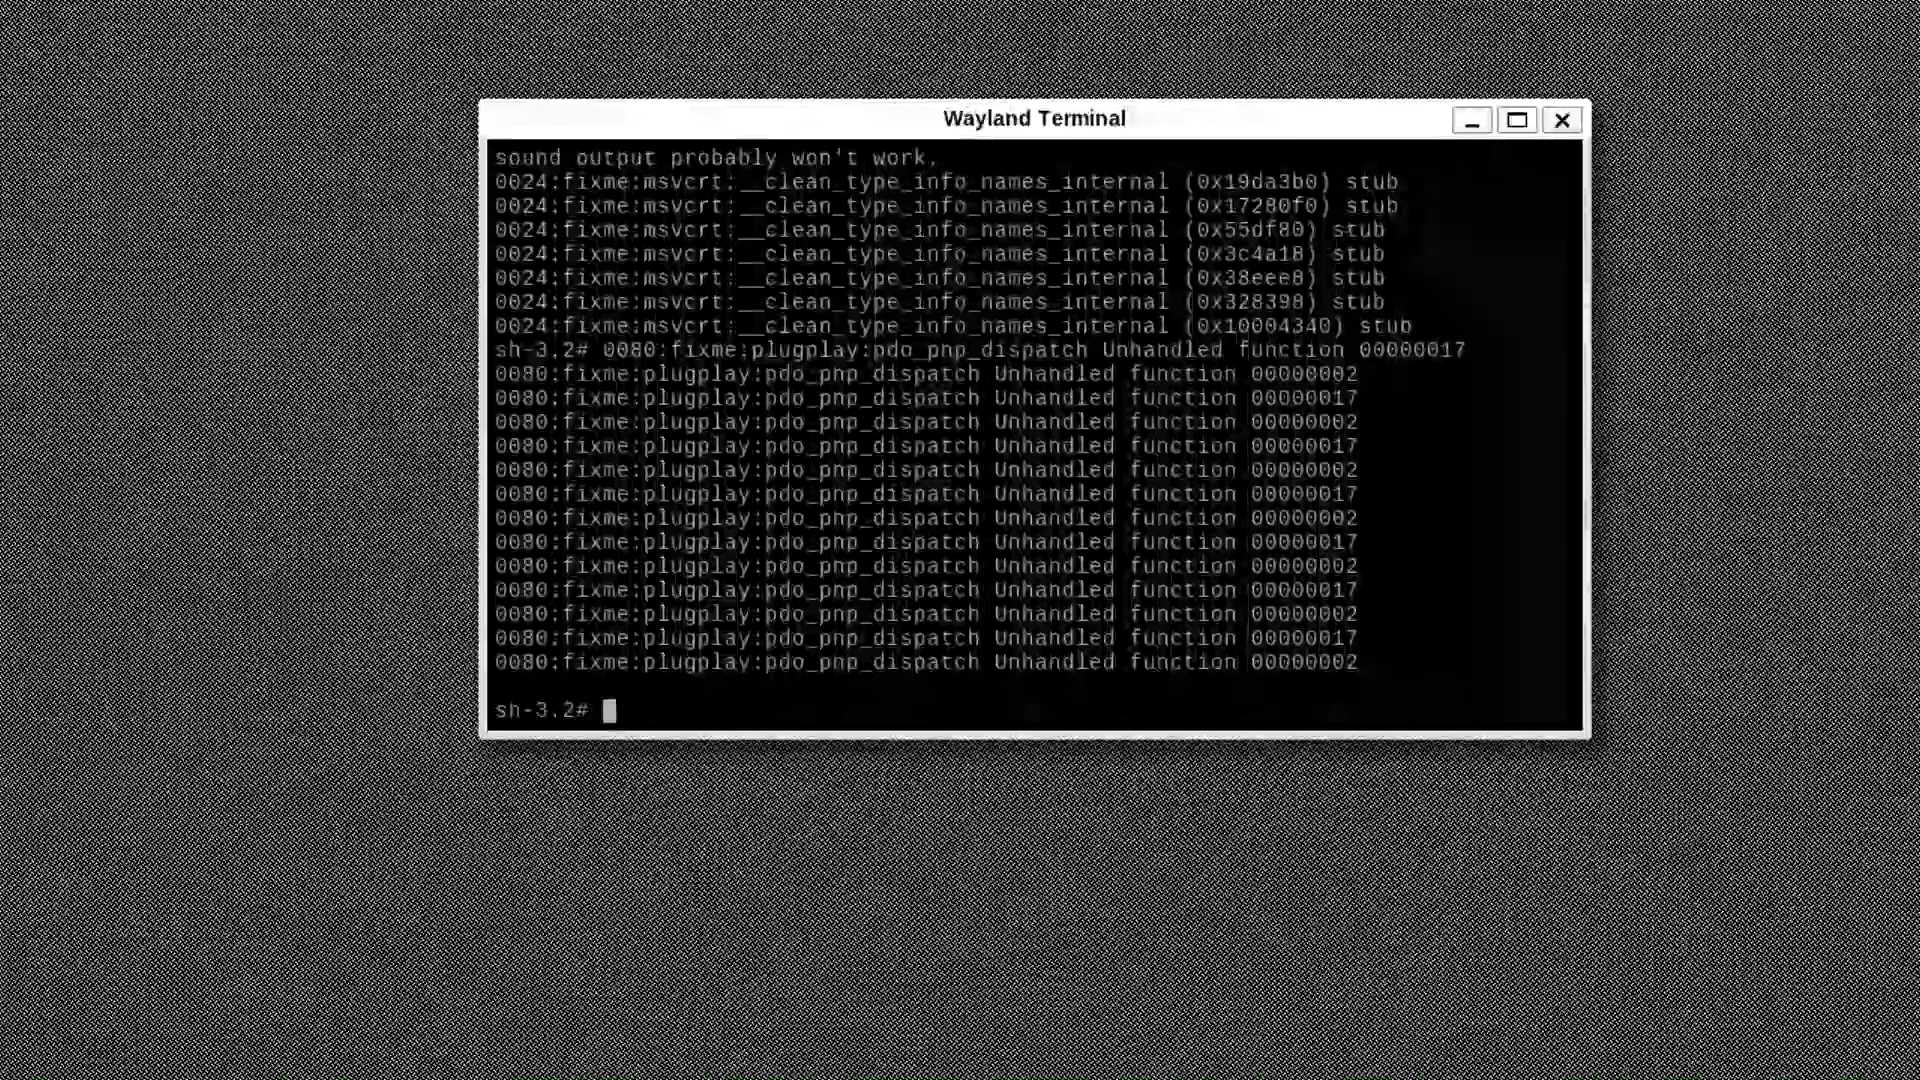 Wayland Terminal
sound output probably won't work.
0024:fixme:msvcrt:__clean_type_info_names_internal (0x19da3b0) stub
0024:fixme:msvcrt:__clean_type_info_names_internal (0x17280f0) stub
0024:fixme:msvcrt:__clean_type_info_names_internal (0x55df80) stub
0024:fixme:msvcrt:__clean_type_info_names_internal (0x3c4a18) stub
0024:fixme:msvcrt:__clean_type_info_names_internal (0x38eee8) stub
0024:fixme:msvcrt:__clean_type_info_names_internal (0x328398) stub
0024:fixme:msvcrt:__clean_type_info_names_internal (0x10004340) stub
sh-3.2# 0080:fixme:plugplay:pdo_pnp_dispatch Unhandled function 00000017
0080:fixme:plugplay:pdo_pnp_dispatch Unhandled function 00000002
0080:fixme:plugplay:pdo_pnp_dispatch Unhandled function 00000017
0080:fixme:plugplay:pdo_pnp_dispatch Unhandled function 00000002
0080:fixme:plugplay:pdo_pnp_dispatch Unhandled function 00000017
0080:fixme:plugplay:pdo_pnp_dispatch Unhandled function 00000002
0080:fixme:plugplay:pdo_pnp_dispatch Unhandled function 00000017
0080:fixme:plugplay:pdo_pnp_dispatch Unhandled function 00000002
0080:fixme:plugplay:pdo_pnp_dispatch Unhandled function 00000017
0080:fixme:plugplay:pdo_pnp_dispatch Unhandled function 00000002
0080:fixme:plugplay:pdo_pnp_dispatch Unhandled function 00000017
0080:fixme:plugplay:pdo_pnp_dispatch Unhandled function 00000002
0080:fixme:plugplay:pdo_pnp_dispatch Unhandled function 00000017
0080:fixme:plugplay:pdo_pnp_dispatch Unhandled function 00000002
sh-3.2#